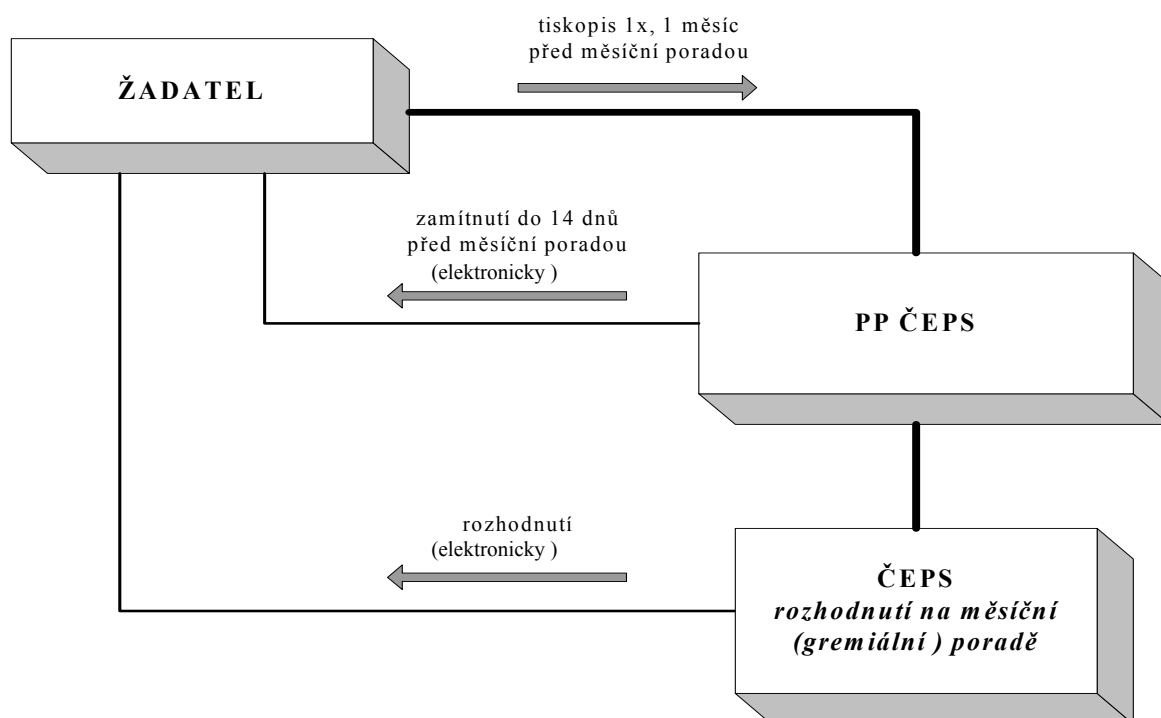 tiskopis 1x, 1 měsíc
před měsíční poradou
ŽADATEL
zamítnutí do 14 dnů
před měsíční poradou
(elektronicky )
PP ČEPS
rozhodnutí
(elektronicky )
ČEPS
rozhodnutí na měsíční
(gremiální ) poradě